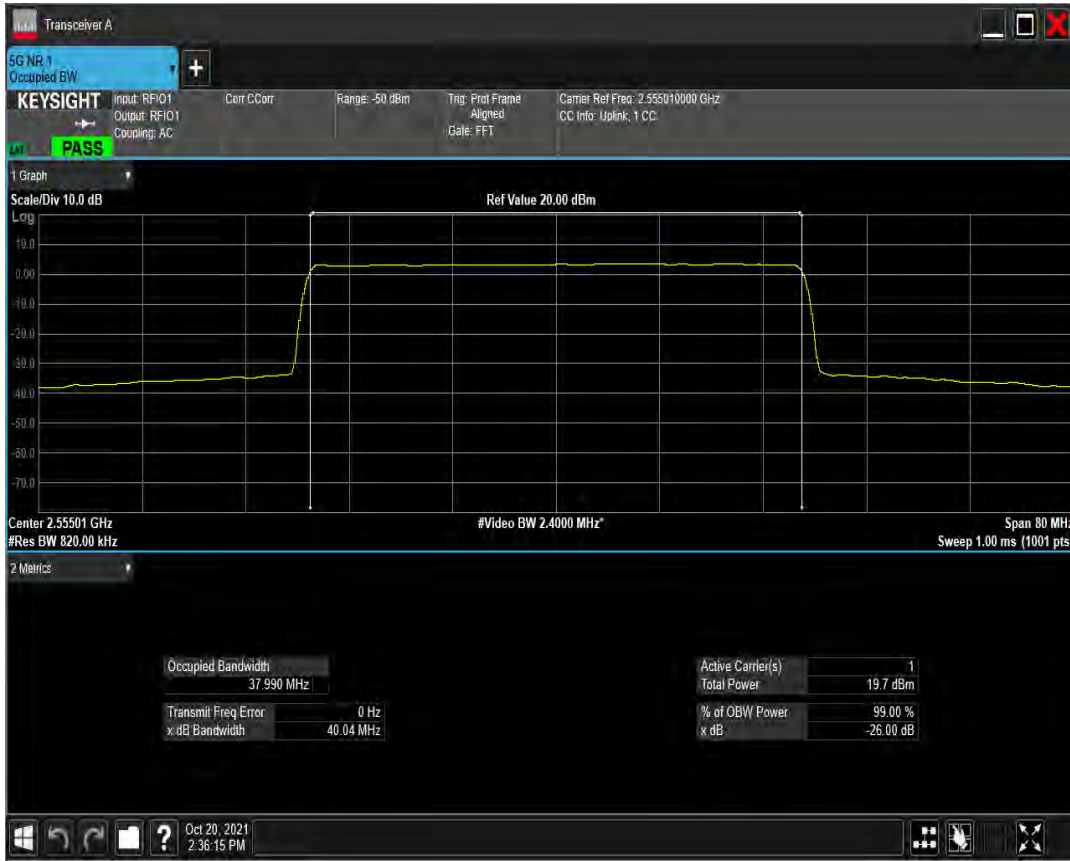 Transceiver A
5G NR 1
Occupied BW
+
KEYSIGHT
PASS
Input: RFIO1
Output: RFIO1
Coupling: AC
Corr CCorr
Range: -50 dBm
Trig: Prot Frame
Aligned
Gate: FFT
Carrier Ref Freq: 2.555010000 GHz
CC Info: Uplink, 1 CC
1 Graph
Scale/Div 10.0 dB
Ref Value 20.00 dBm
Log
10.0
0.00
-10.0
-20.0
-30.0
-40.0
-50.0
-60.0
-70.0
Center 2.55501 GHz
#Video BW 2.4000 MHz*
Span 80 MHz
#Res BW 820.00 kHz
Sweep 1.00 ms (1001 pts
2 Metrics
Occupied Bandwidth
37.990 MHz
Transmit Freq Error 0 Hz
x dB Bandwidth 40.04 MHz
Active Carrier(s) 1
Total Power 19.7 dBm
% of OBW Power 99.00 %
x dB -26.00 dB
?
Oct 20, 2021
2:36:15 PM